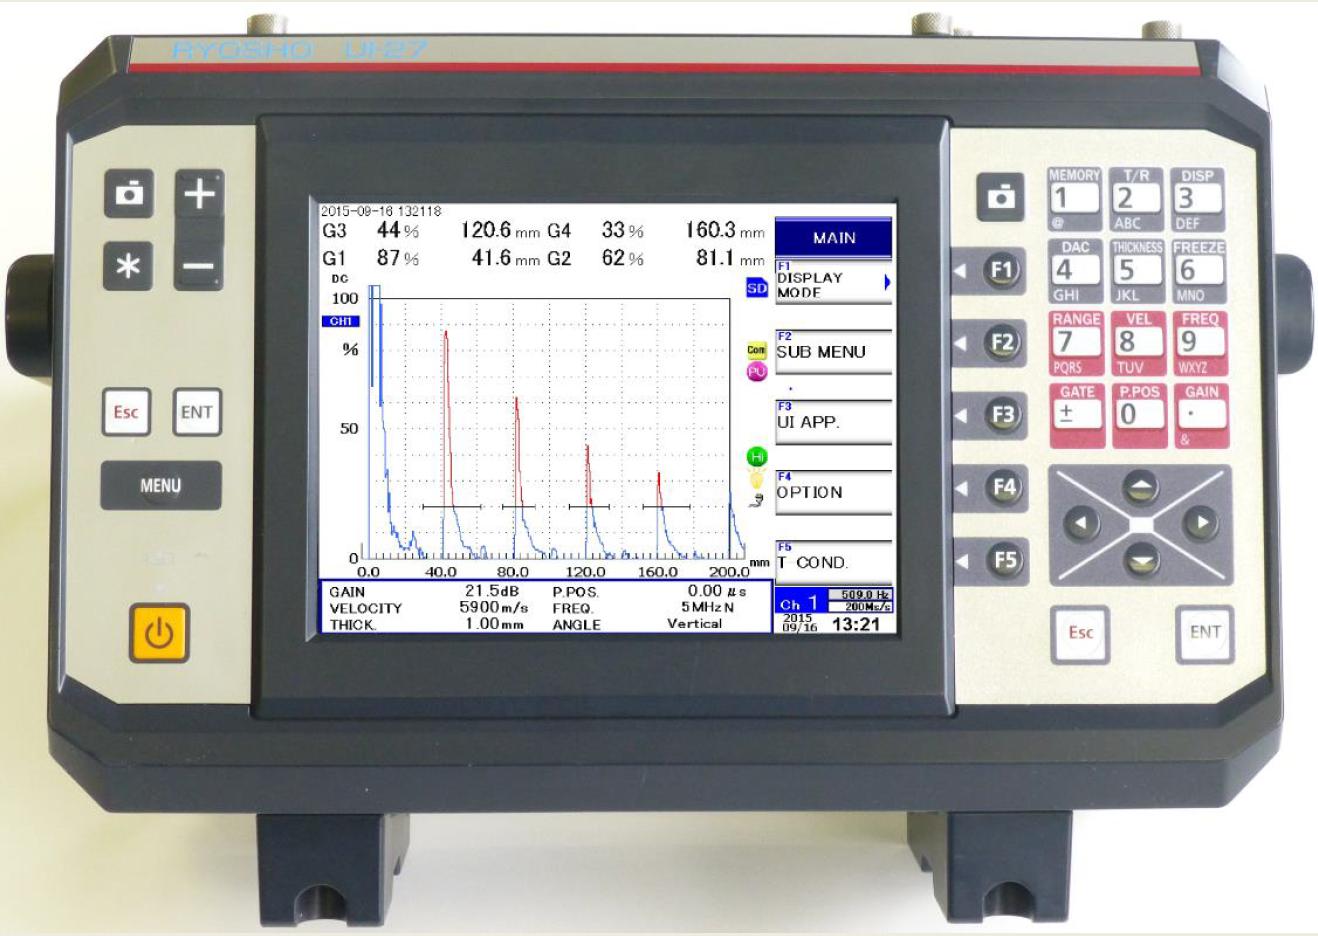 RYOSHO UI-27
2015-09-16 132118
G3 44 % 120.6 mm G4 33 % 160.3 mm
G1 87 % 41.6 mm G2 62 % 81.1 mm
DC
100
CH1
%
50
0
0.0 40.0 80.0 120.0 160.0 200.0 mm
GAIN 21.5dB P.POS. 0.00 μs
VELOCITY 5900m/s FREQ. 5MHz N
THICK. 1.00mm ANGLE Vertical
MAIN
F1
DISPLAY
MODE
SD
F2
SUB MENU
Com
PU
F3
UI APP.
Hi
F4
OPTION
F5
T-COND.
Ch 1 509.0 Hz
200Ms/s
2015
09/16 13:21
+
*
−
Esc ENT
MENU
F1
F2
F3
F4
F5
MEMORY T/R DISP
1 2 3
@ ABC DEF
DAC THICKNESS FREEZE
4 5 6
GHI JKL MNO
RANGE VEL FREQ
7 8 9
PQRS TUV WXYZ
GATE P.POS GAIN
± 0 ·
&
Esc ENT